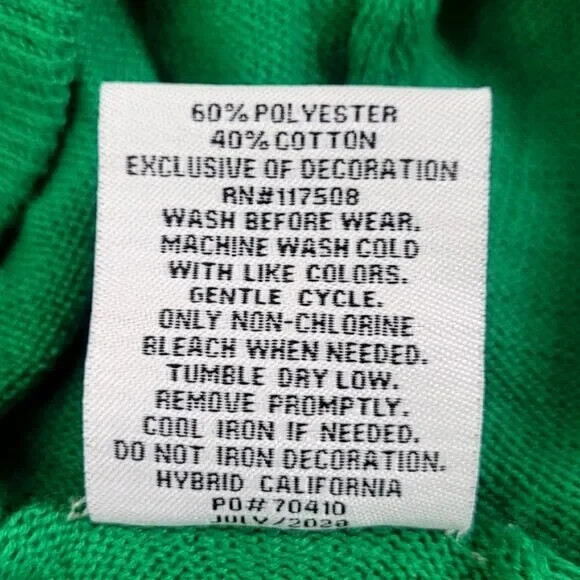 60% POLYESTER
40% COTTON
EXCLUSIVE OF DECORATION
RN#117508
WASH BEFORE WEAR.
MACHINE WASH COLD
WITH LIKE COLORS.
GENTLE CYCLE.
ONLY NON-CHLORINE
BLEACH WHEN NEEDED.
TUMBLE DRY LOW.
REMOVE PROMPTLY.
COOL IRON IF NEEDED.
DO NOT IRON DECORATION.
HYBRID CALIFORNIA
PO# 70410
JULY/2020